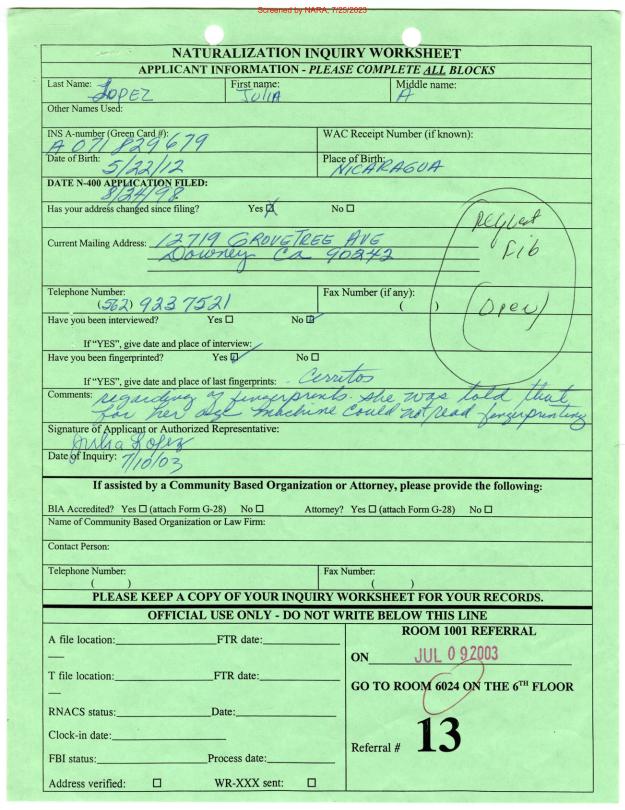 Screened by NARA, 7/25/2023
NATURALIZATION INQUIRY WORKSHEET
APPLICANT INFORMATION - PLEASE COMPLETE ALL BLOCKS
Last Name: LOPEZ First name: JULIA Middle name: A
Other Names Used:
INS A-number (Green Card #): A 071 829 679 WAC Receipt Number (if known):
Date of Birth: 5/22/12 Place of Birth: NICARAGUA
DATE N-400 APPLICATION FILED: 8/24/98
Has your address changed since filing? Yes ☒ No ☐
Request
Fib
(Open)
Current Mailing Address: 12719 GROVETREE AVE
Downey Ca 90242
Telephone Number: (562) 923 7521 Fax Number (if any): ( )
Have you been interviewed? Yes ☐ No ☑
If "YES", give date and place of interview:
Have you been fingerprinted? Yes ☑ No ☐
If "YES", give date and place of last fingerprints: Cerritos
Comments: regarding of fingerprints. she was told that
for her age machine could not read fingerprinting
Signature of Applicant or Authorized Representative:
Julia Lopez
Date of Inquiry: 7/10/03
If assisted by a Community Based Organization or Attorney, please provide the following:
BIA Accredited? Yes ☐ (attach Form G-28) No ☐ Attorney? Yes ☐ (attach Form G-28) No ☐
Name of Community Based Organization or Law Firm:
Contact Person:
Telephone Number: ( ) Fax Number: ( )
PLEASE KEEP A COPY OF YOUR INQUIRY WORKSHEET FOR YOUR RECORDS.
OFFICIAL USE ONLY - DO NOT WRITE BELOW THIS LINE
A file location: FTR date:
T file location: FTR date:
RNACS status: Date:
Clock-in date:
FBI status: Process date:
Address verified: ☐ WR-XXX sent: ☐
ROOM 1001 REFERRAL
ON JUL 09 2003
GO TO ROOM 6024 ON THE 6TH FLOOR
Referral # 13